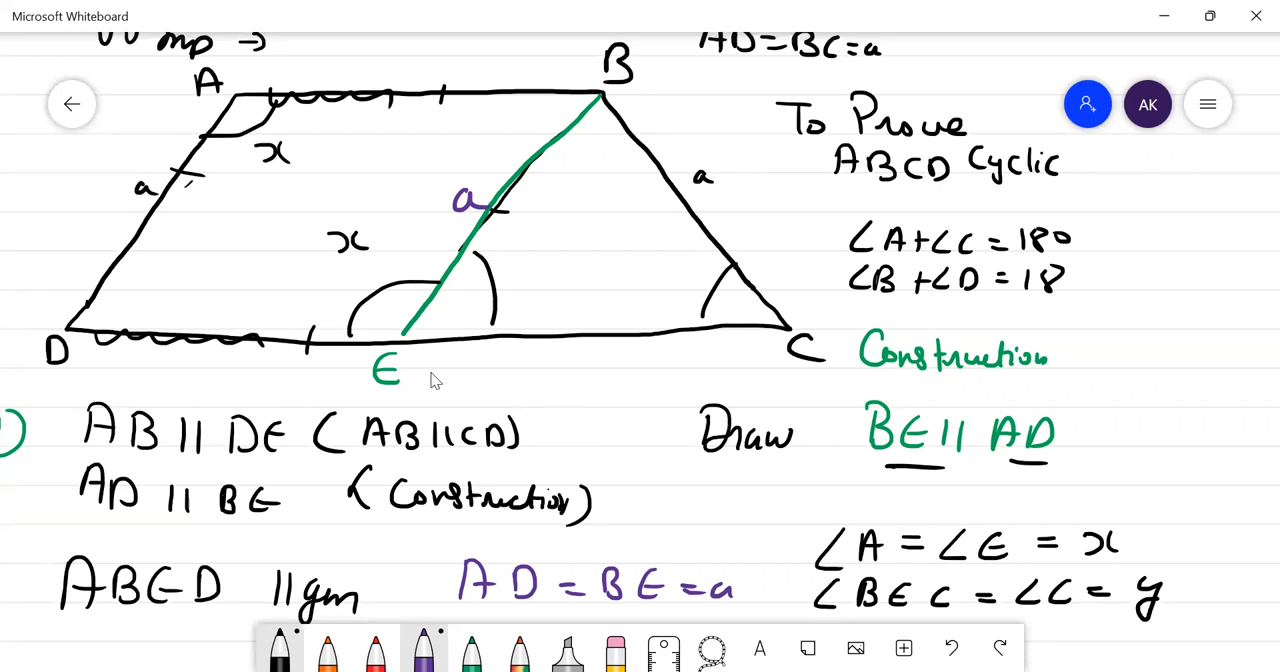 Microsoft Whiteboard
AD=BC=a
A
B
To Prove
AK
x
ABCD Cyclic
a
a
a
x
∠A+∠C = 180
∠B +∠D = 18
D
E
C
Construction
AB || DE (AB||CD)
Draw BE || AD
AD || BE (Construction)
∠A = ∠E = x
ABED ||gm
AD = BE = a
∠BEC = ∠C = y
A